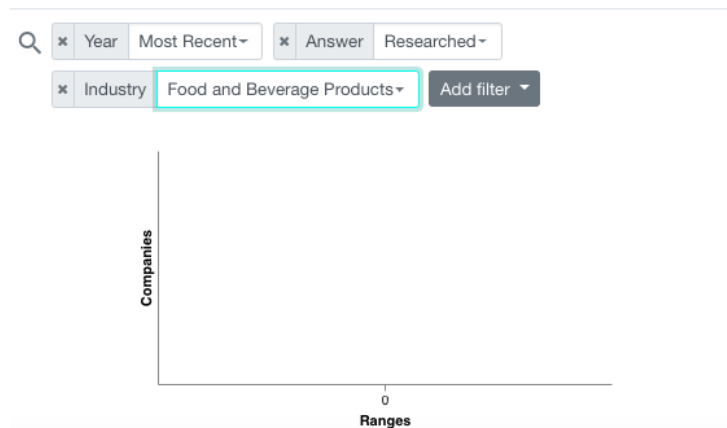 Year Most Recent Answer Researched
Industry Food and Beverage Products Add filter
Companies
0
Ranges